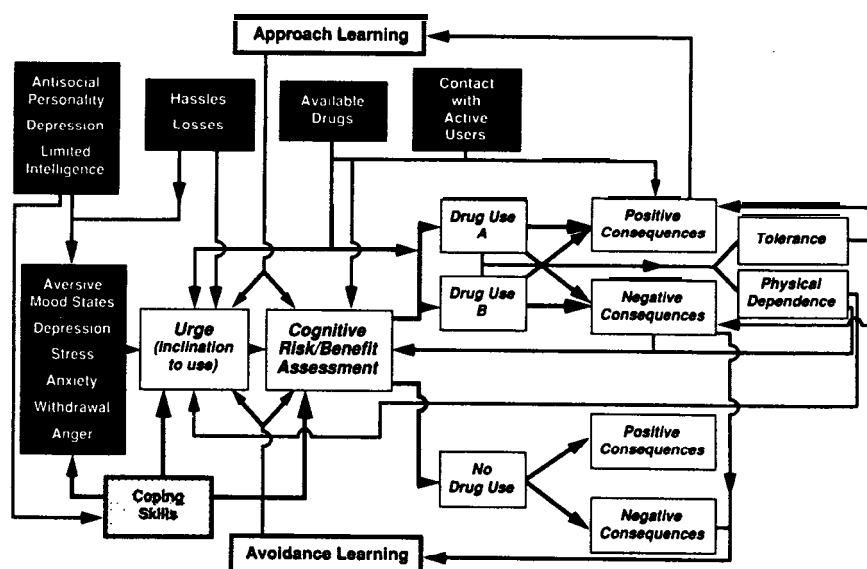 Approach Learning
Antisocial
Personality
Depression
Limited
Intelligence
Hassles
Losses
Available
Drugs
Contact
with
Active
Users
Drug Use
A
Positive
Consequences
Tolerance
Drug Use
B
Negative
Consequences
Physical
Dependence
Aversive
Mood States
Depression
Stress
Anxiety
Withdrawal
Anger
Urge
(Inclination
to use)
Cognitive
Risk/Benefit
Assessment
No
Drug Use
Positive
Consequences
Negative
Consequences
Coping
Skills
Avoidance Learning